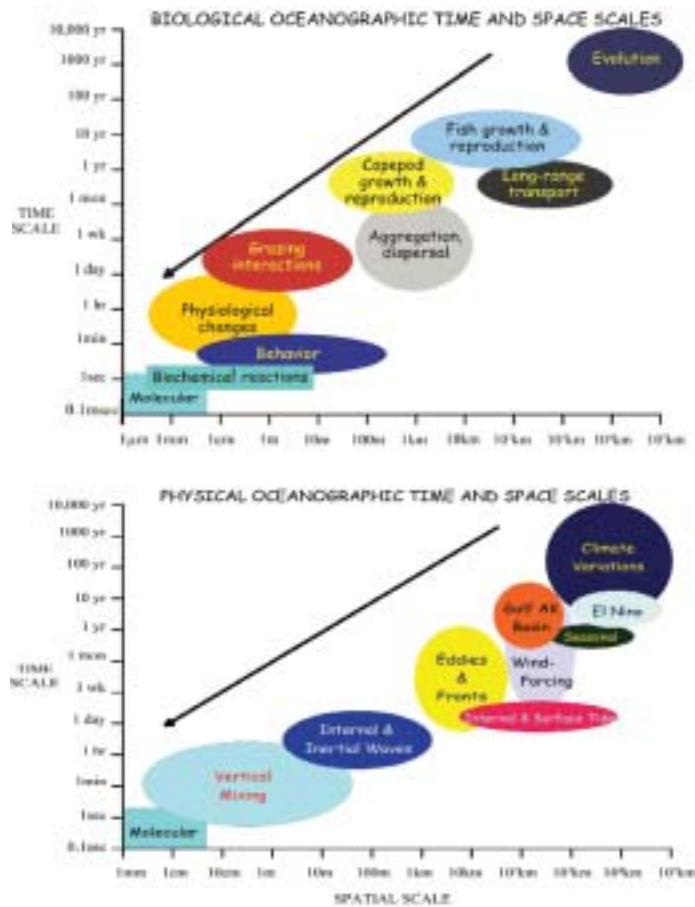 BIOLOGICAL OCEANOGRAPHIC TIME AND SPACE SCALES
10,000 yr
1000 yr
100 yr
10 yr
1 yr
1 mon
1 wk
1 day
1 hr
1min
1sec
TIME
SCALE
Evolution
Fish growth &
reproduction
Copepod
growth &
reproduction
Long-range
transport
Aggregation,
dispersal
Grazing
interactions
Physiological
changes
Behavior
Biochemical reactions
Molecular
1µm 1mm 1cm 1m 10m 100m 1km 10km
PHYSICAL OCEANOGRAPHIC TIME AND SPACE SCALES
10,000 yr
1000 yr
100 yr
10 yr
1 yr
1 mon
1 wk
1 day
1 hr
1min
1sec
0.1sec
TIME
SCALE
Climate
Variations
Gulf AK
Basin
El Nino
Seasonal
Eddies
&
Fronts
Wind-
Forcing
Internal & Surface Tide
Internal &
Inertial Waves
Vertical
Mixing
Molecular
1mm 1cm 10cm 1m 10m 100m 1km 10km
SPATIAL SCALE